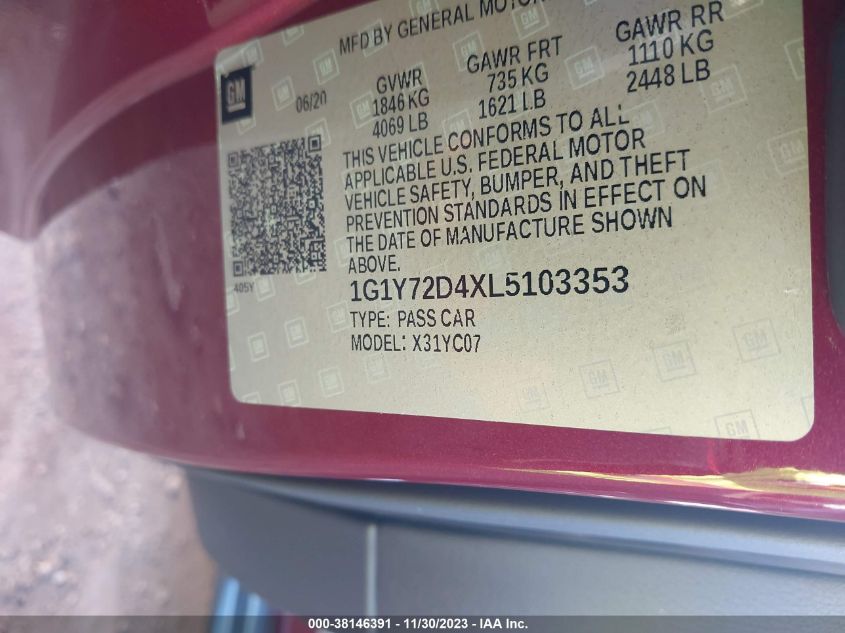 MFD BY GENERAL MOTOR
GM
06/20
GVWR
1846 KG
4069 LB
GAWR FRT
735 KG
1621 LB
GAWR RR
1110 KG
2448 LB
THIS VEHICLE CONFORMS TO ALL
APPLICABLE U.S. FEDERAL MOTOR
VEHICLE SAFETY, BUMPER, AND THEFT
PREVENTION STANDARDS IN EFFECT ON
THE DATE OF MANUFACTURE SHOWN
ABOVE.
405Y
1G1Y72D4XL5103353
TYPE: PASS CAR
MODEL: X31YC07
000-38146391 - 11/30/2023 - IAA Inc.